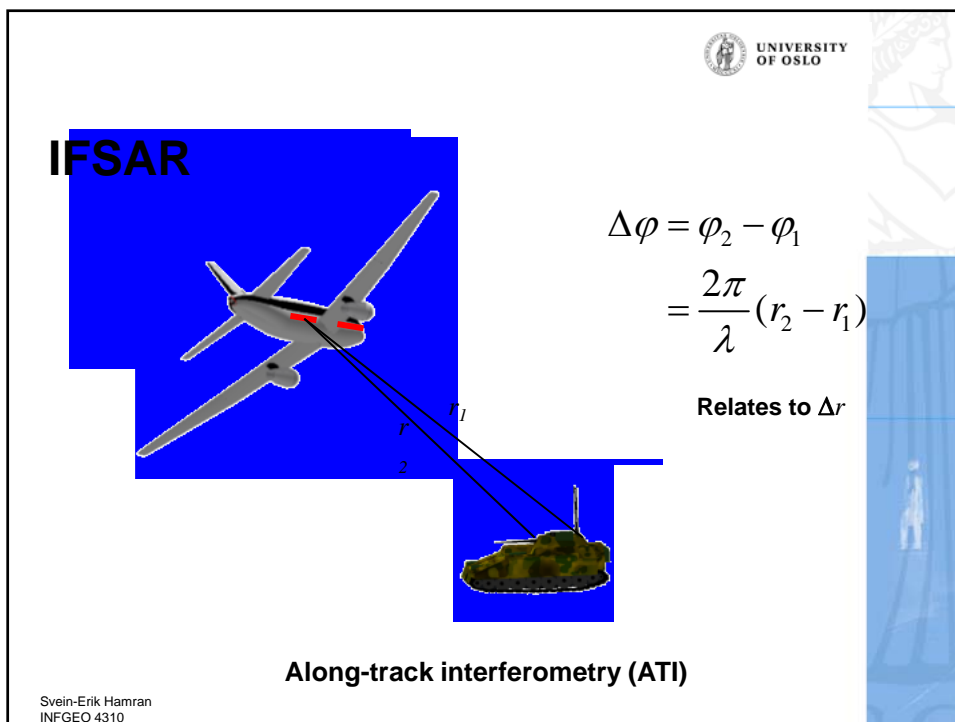 UNIVERSITY
OF OSLO
IFSAR
Δφ = φ₂ − φ₁
= 2π/λ (r₂ − r₁)
Relates to Δr
r₁
r
2
Along-track interferometry (ATI)
Svein-Erik Hamran
INFGEO 4310